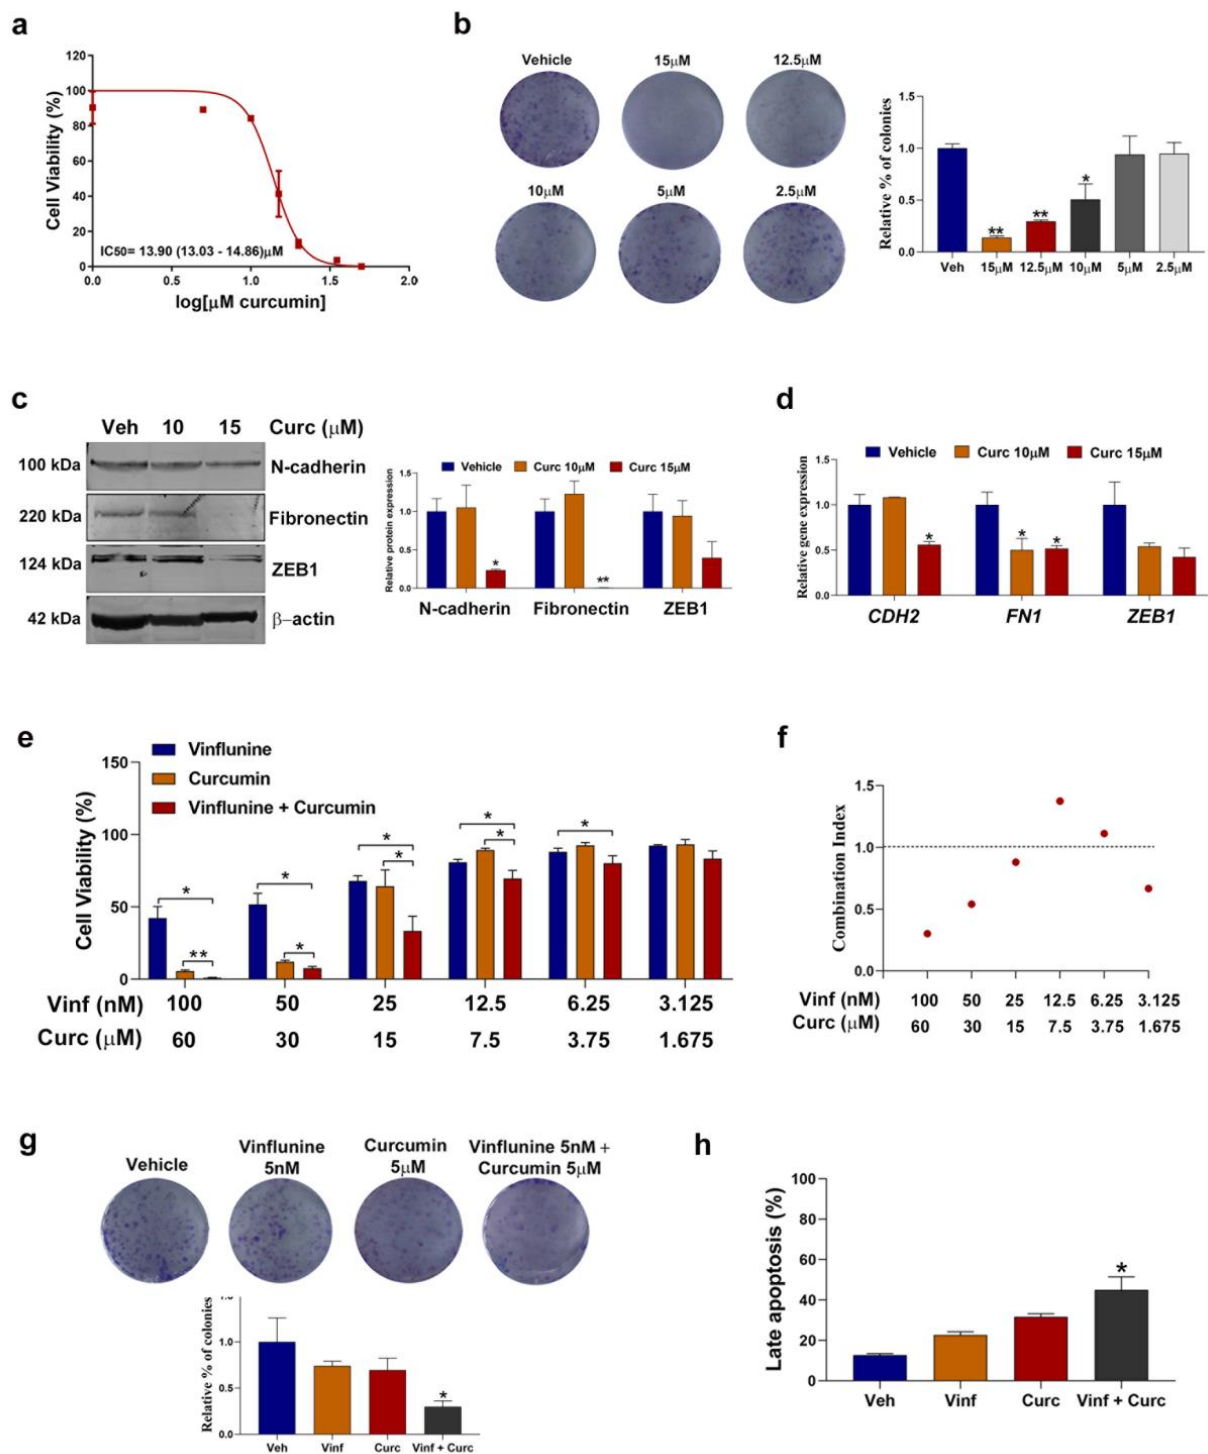 a
120
100
80
60
40
20
0
Cell Viability (%)
IC50= 13.90 (13.03 - 14.86)μM
0.0 0.5 1.0 1.5 2.0
log[μM curcumin]
b
Vehicle 15μM 12.5μM
10μM 5μM 2.5μM
Relative % of colonies
1.5
1.0
0.5
0.0
** ** *
Veh 15μM 12.5μM 10μM 5μM 2.5μM
c
Veh 10 15 Curc (μM)
100 kDa N-cadherin
220 kDa Fibronectin
124 kDa ZEB1
42 kDa β-actin
Vehicle Curc 10μM Curc 15μM
Relative protein expression
1.5
1.0
0.5
0.0
* **
N-cadherin Fibronectin ZEB1
d
Vehicle Curc 10μM Curc 15μM
Relative gene expression
1.5
1.0
0.5
0.0
* * *
CDH2 FN1 ZEB1
e
Vinflunine
Curcumin
Vinflunine + Curcumin
Cell Viability (%)
150
100
50
0
* ** * * * * * * *
Vinf (nM) 100 50 25 12.5 6.25 3.125
Curc (μM) 60 30 15 7.5 3.75 1.675
f
Combination Index
1.5
1.0
0.5
0.0
Vinf (nM) 100 50 25 12.5 6.25 3.125
Curc (μM) 60 30 15 7.5 3.75 1.675
g
Vehicle
Vinflunine
5nM
Curcumin
5μM
Vinflunine 5nM +
Curcumin 5μM
Relative % of colonies
1.0
0.5
0.0
*
Veh Vinf Curc Vinf + Curc
h
Late apoptosis (%)
100
80
60
40
20
0
*
Veh Vinf Curc Vinf + Curc